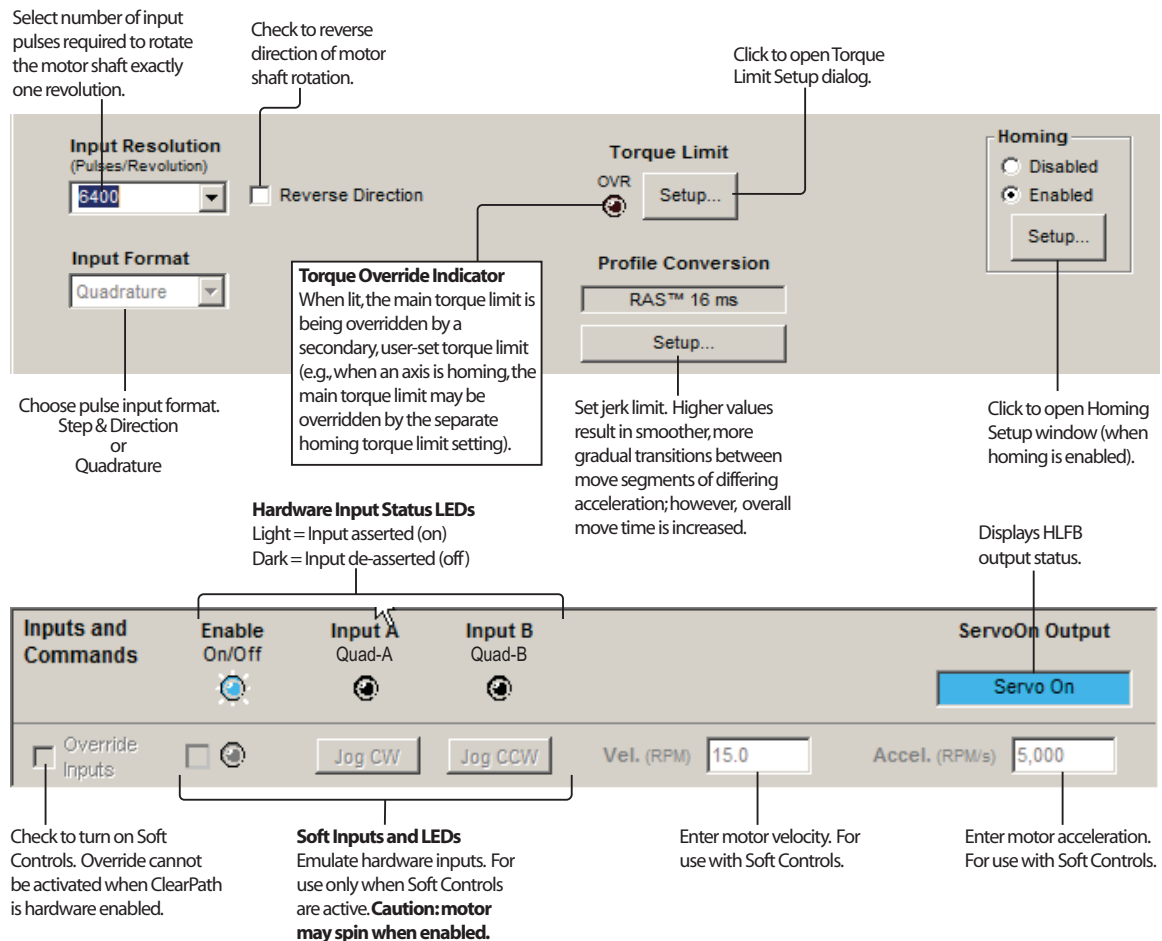 Select number of input
pulses required to rotate
the motor shaft exactly
one revolution.
Check to reverse
direction of motor
shaft rotation.
Click to open Torque
Limit Setup dialog.
Input Resolution
(Pulses/Revolution)
6400
Reverse Direction
Input Format
Quadrature
Torque Limit
OVR
Setup...
Profile Conversion
RAS™ 16 ms
Setup...
Homing
Disabled
Enabled
Setup...
Torque Override Indicator
When lit, the main torque limit is
being overridden by a
secondary, user-set torque limit
(e.g., when an axis is homing, the
main torque limit may be
overridden by the separate
homing torque limit setting).
Choose pulse input format.
Step & Direction
or
Quadrature
Set jerk limit. Higher values
result in smoother, more
gradual transitions between
move segments of differing
acceleration; however, overall
move time is increased.
Click to open Homing
Setup window (when
homing is enabled).
Hardware Input Status LEDs
Light = Input asserted (on)
Dark = Input de-asserted (off)
Displays HLFB
output status.
Inputs and
Commands
Enable
On/Off
Input A
Quad-A
Input B
Quad-B
ServoOn Output
Servo On
Override
Inputs
Jog CW
Jog CCW
Vel. (RPM)
15.0
Accel. (RPM/s)
5,000
Check to turn on Soft
Controls. Override cannot
be activated when ClearPath
is hardware enabled.
Soft Inputs and LEDs
Emulate hardware inputs. For
use only when Soft Controls
are active. Caution: motor
may spin when enabled.
Enter motor velocity. For
use with Soft Controls.
Enter motor acceleration.
For use with Soft Controls.